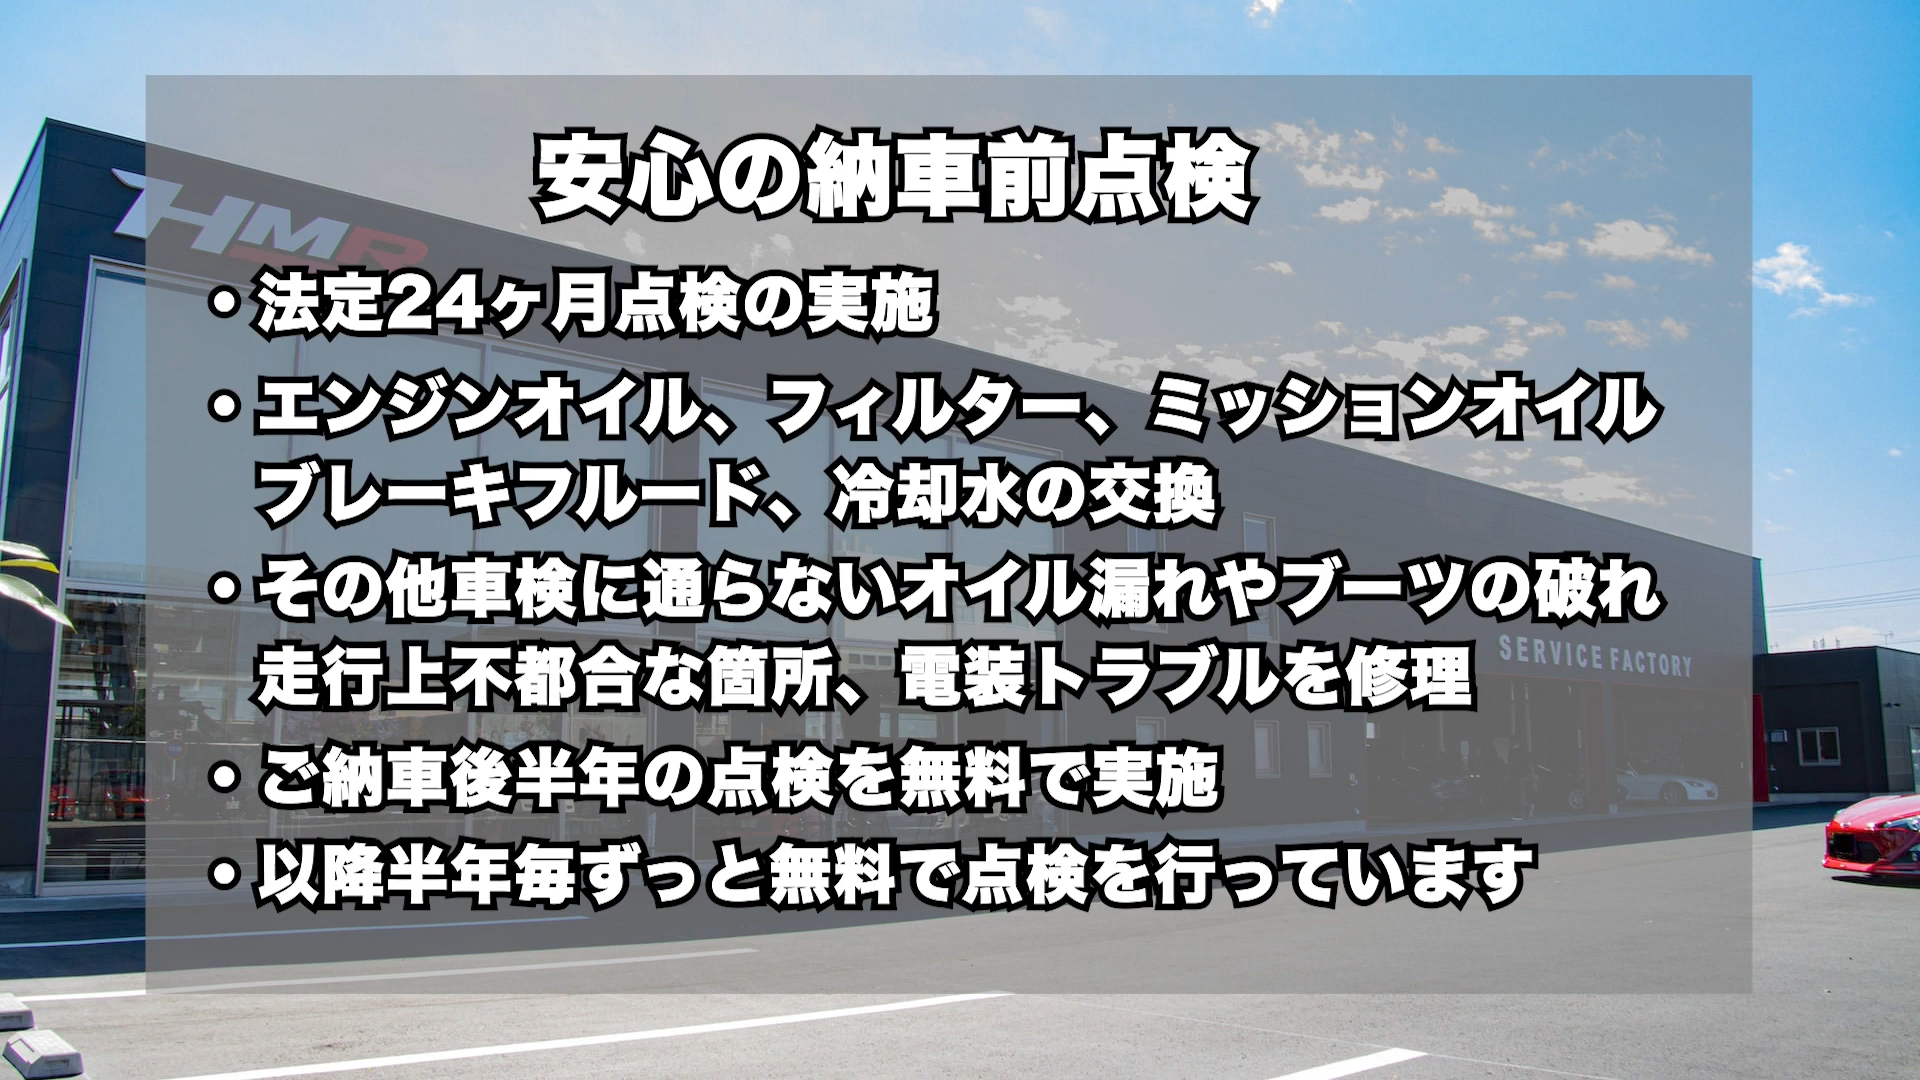 安心の納車前点検
HMR
・法定24ヶ月点検の実施
・エンジンオイル、フィルター、ミッションオイル
ブレーキフルード、冷却水の交換
・その他車検に通らないオイル漏れやブーツの破れ
走行上不都合な箇所、電装トラブルを修理
SERVICE FACTORY
・ご納車後半年の点検を無料で実施
・以降半年毎ずっと無料で点検を行っています